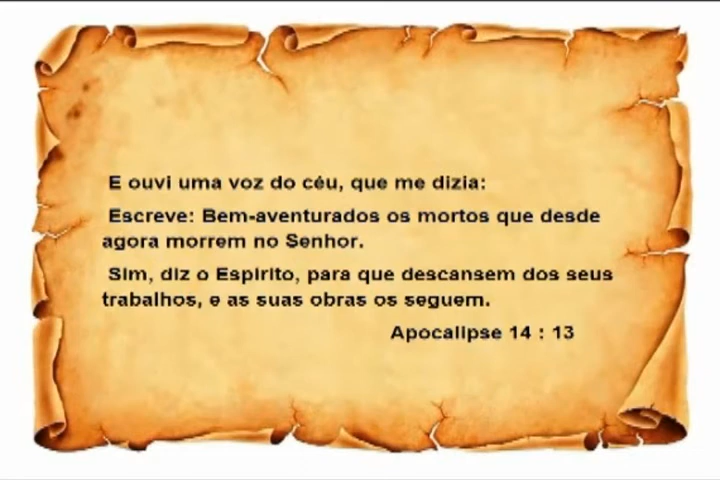 E ouvi uma voz do céu, que me dizia:
Escreve: Bem-aventurados os mortos que desde
agora morrem no Senhor.
Sim, diz o Espirito, para que descansem dos seus
trabalhos, e as suas obras os seguem.
Apocalipse 14 : 13